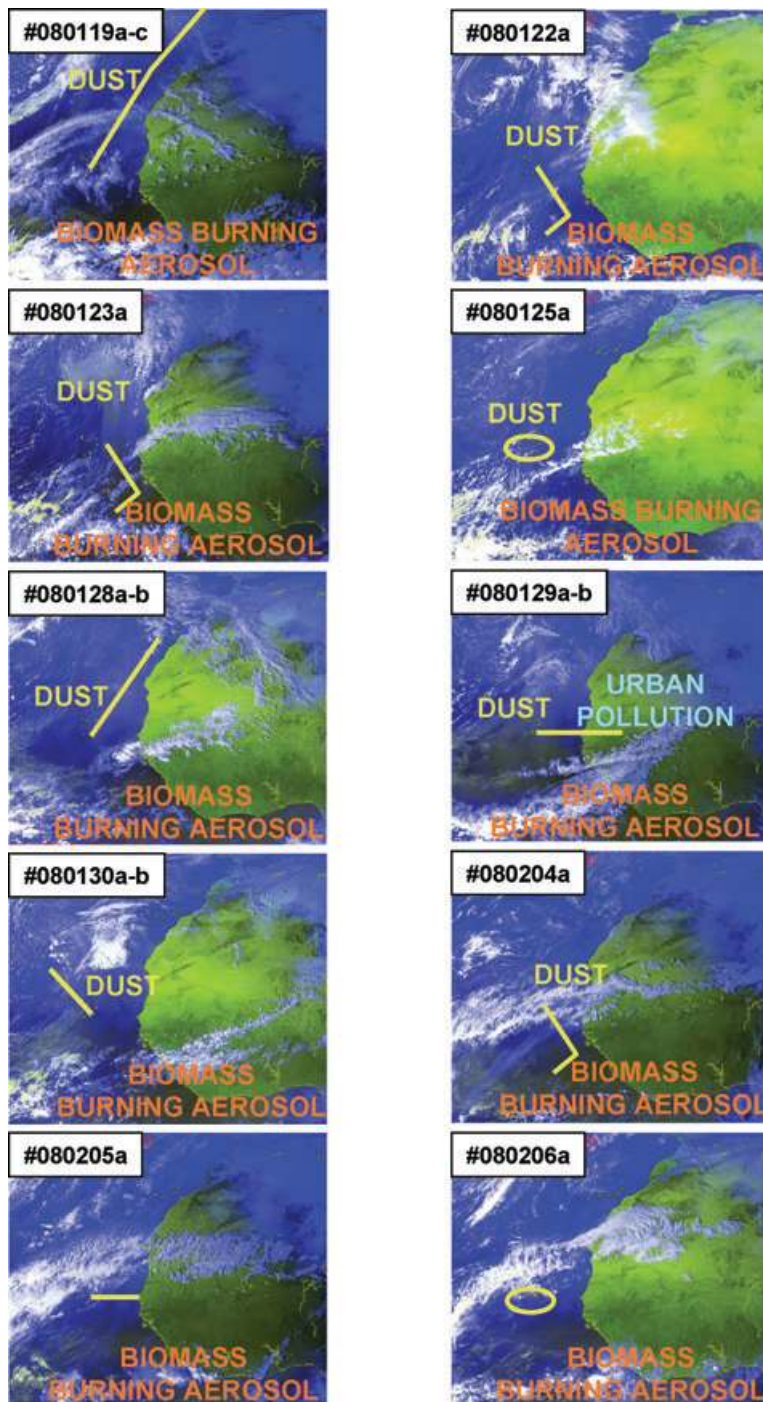 #080119a-c
DUST
BIOMASS BURNING
AEROSOL
#080122a
DUST
BIOMASS
BURNING AEROSOL
#080123a
DUST
BIOMASS
BURNING AEROSOL
#080125a
DUST
BIOMASS BURNING
AEROSOL
#080128a-b
DUST
BIOMASS
BURNING AEROSOL
#080129a-b
URBAN
DUST POLLUTION
BIOMASS
BURNING AEROSOL
#080130a-b
DUST
BIOMASS
BURNING AEROSOL
#080204a
DUST
BIOMASS
BURNING AEROSOL
#080205a
BIOMASS
BURNING AEROSOL
#080206a
BIOMASS
BURNING AEROSOL